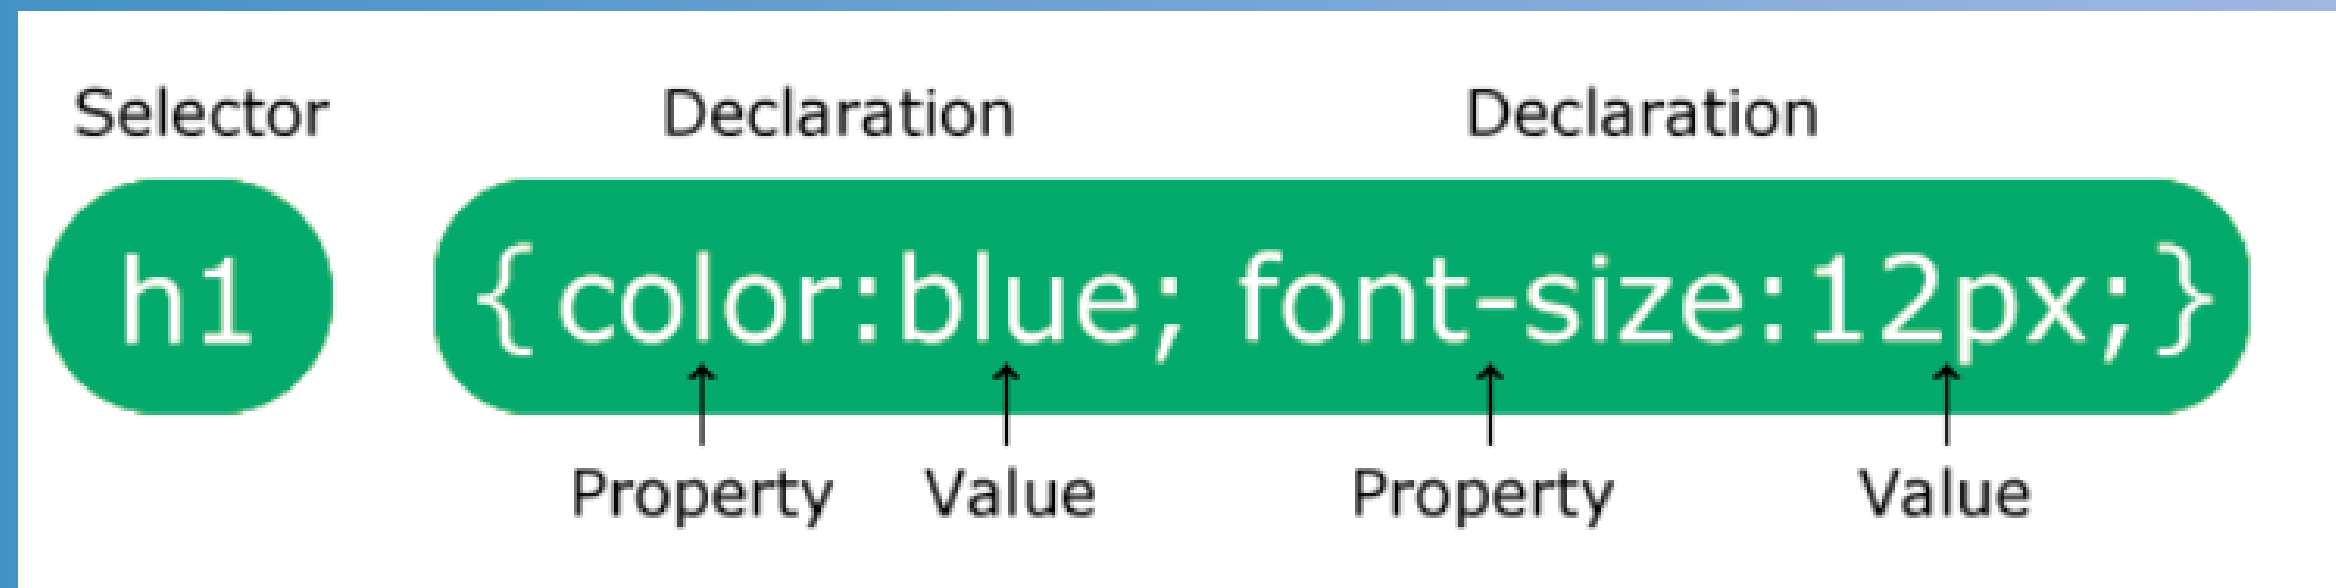 Selector Declaration Declaration
h1 {color:blue; font-size:12px;}
Property Value Property Value